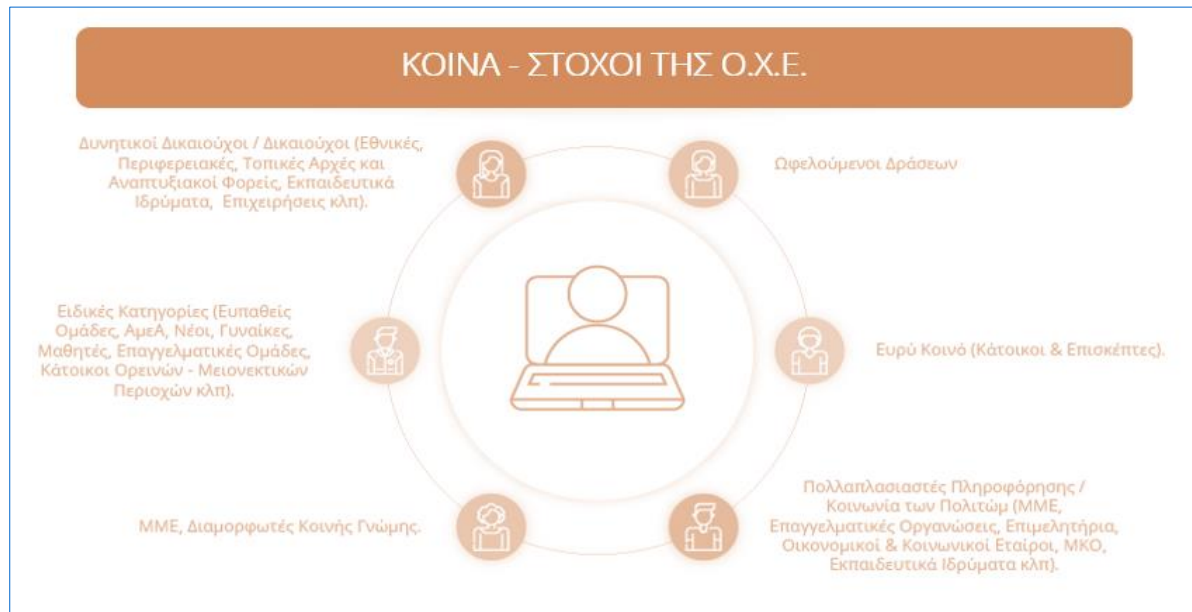 ΚΟΙΝΑ - ΣΤΟΧΟΙ ΤΗΣ Ο.Χ.Ε.
Δυνητικοί Δικαιούχοι / Δικαιούχοι (Εθνικές,
Περιφερειακές, Τοπικές Αρχές και
Αναπτυξιακοί Φορείς, Εκπαιδευτικά
Ιδρύματα, Επιχειρήσεις κλπ).
Ωφελούμενοι Δράσεων
Ειδικές Κατηγορίες (Ευπαθείς
Ομάδες, ΑμεΑ, Νέοι, Γυναίκες,
Μαθητές, Επαγγελματικές Ομάδες,
Κάτοικοι Ορεινών - Μειονεκτικών
Περιοχών κλπ).
Ευρύ Κοινό (Κάτοικοι & Επισκέπτες).
ΜΜΕ, Διαμορφωτές Κοινής Γνώμης.
Πολλαπλασιαστές Πληροφόρησης /
Κοινωνία των Πολιτώμ (ΜΜΕ,
Επαγγελματικές Οργανώσεις, Επιμελητήρια,
Οικονομικοί & Κοινωνικοί Εταίροι, ΜΚΟ,
Εκπαιδευτικά Ιδρύματα κλπ).